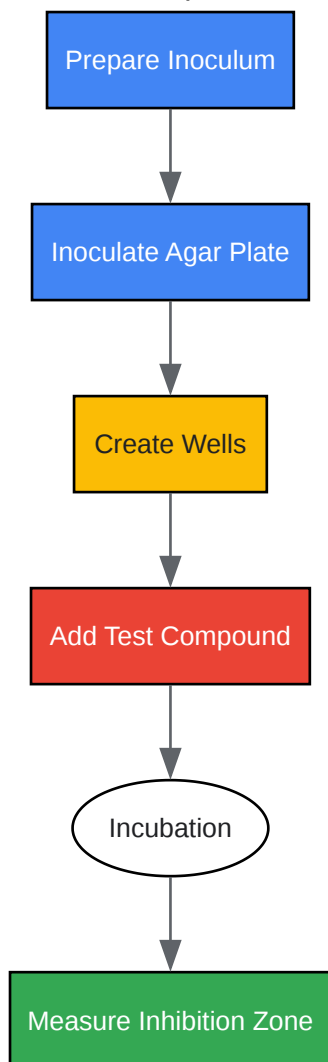 Prepare Inoculum
Inoculate Agar Plate
Create Wells
Add Test Compound
Incubation
Measure Inhibition Zone